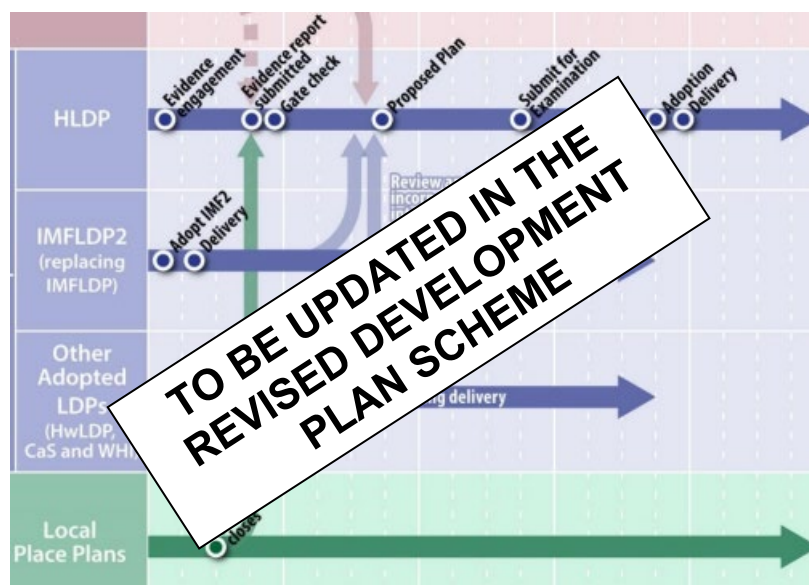 HLDP
Evidence
engagement
Evidence report
submitted
Gate check
Proposed Plan
Submit for
Examination
Adoption
Delivery
IMFLDP2
(replacing
IMFLDP)
Adopt IMF2
Delivery
Review
incor
TO BE UPDATED IN THE
REVISED DEVELOPMENT
PLAN SCHEME
Other
Adopted
LDPs
(HwLDP,
CaS and WHI
delivery
Local
Place Plans
closes